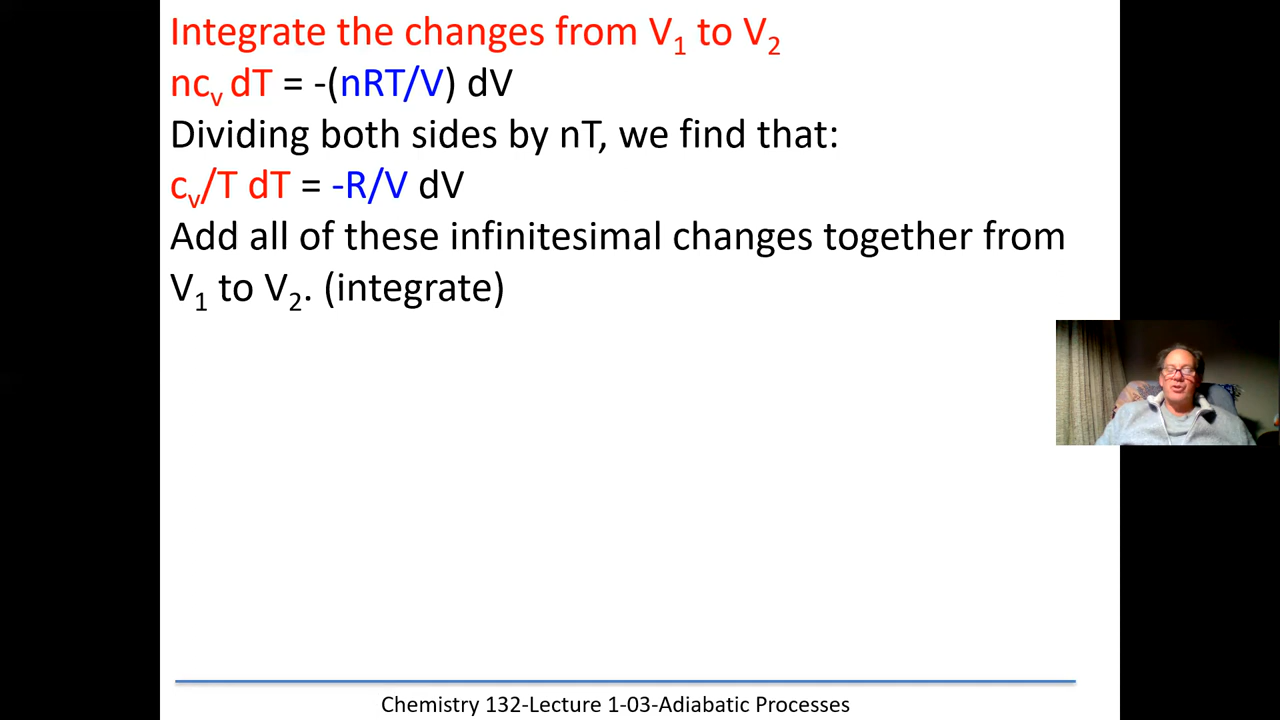 Integrate the changes from V₁ to V₂
ncᵥ dT = -(nRT/V) dV
Dividing both sides by nT, we find that:
cᵥ/T dT = -R/V dV
Add all of these infinitesimal changes together from
V₁ to V₂. (integrate)
Chemistry 132-Lecture 1-03-Adiabatic Processes